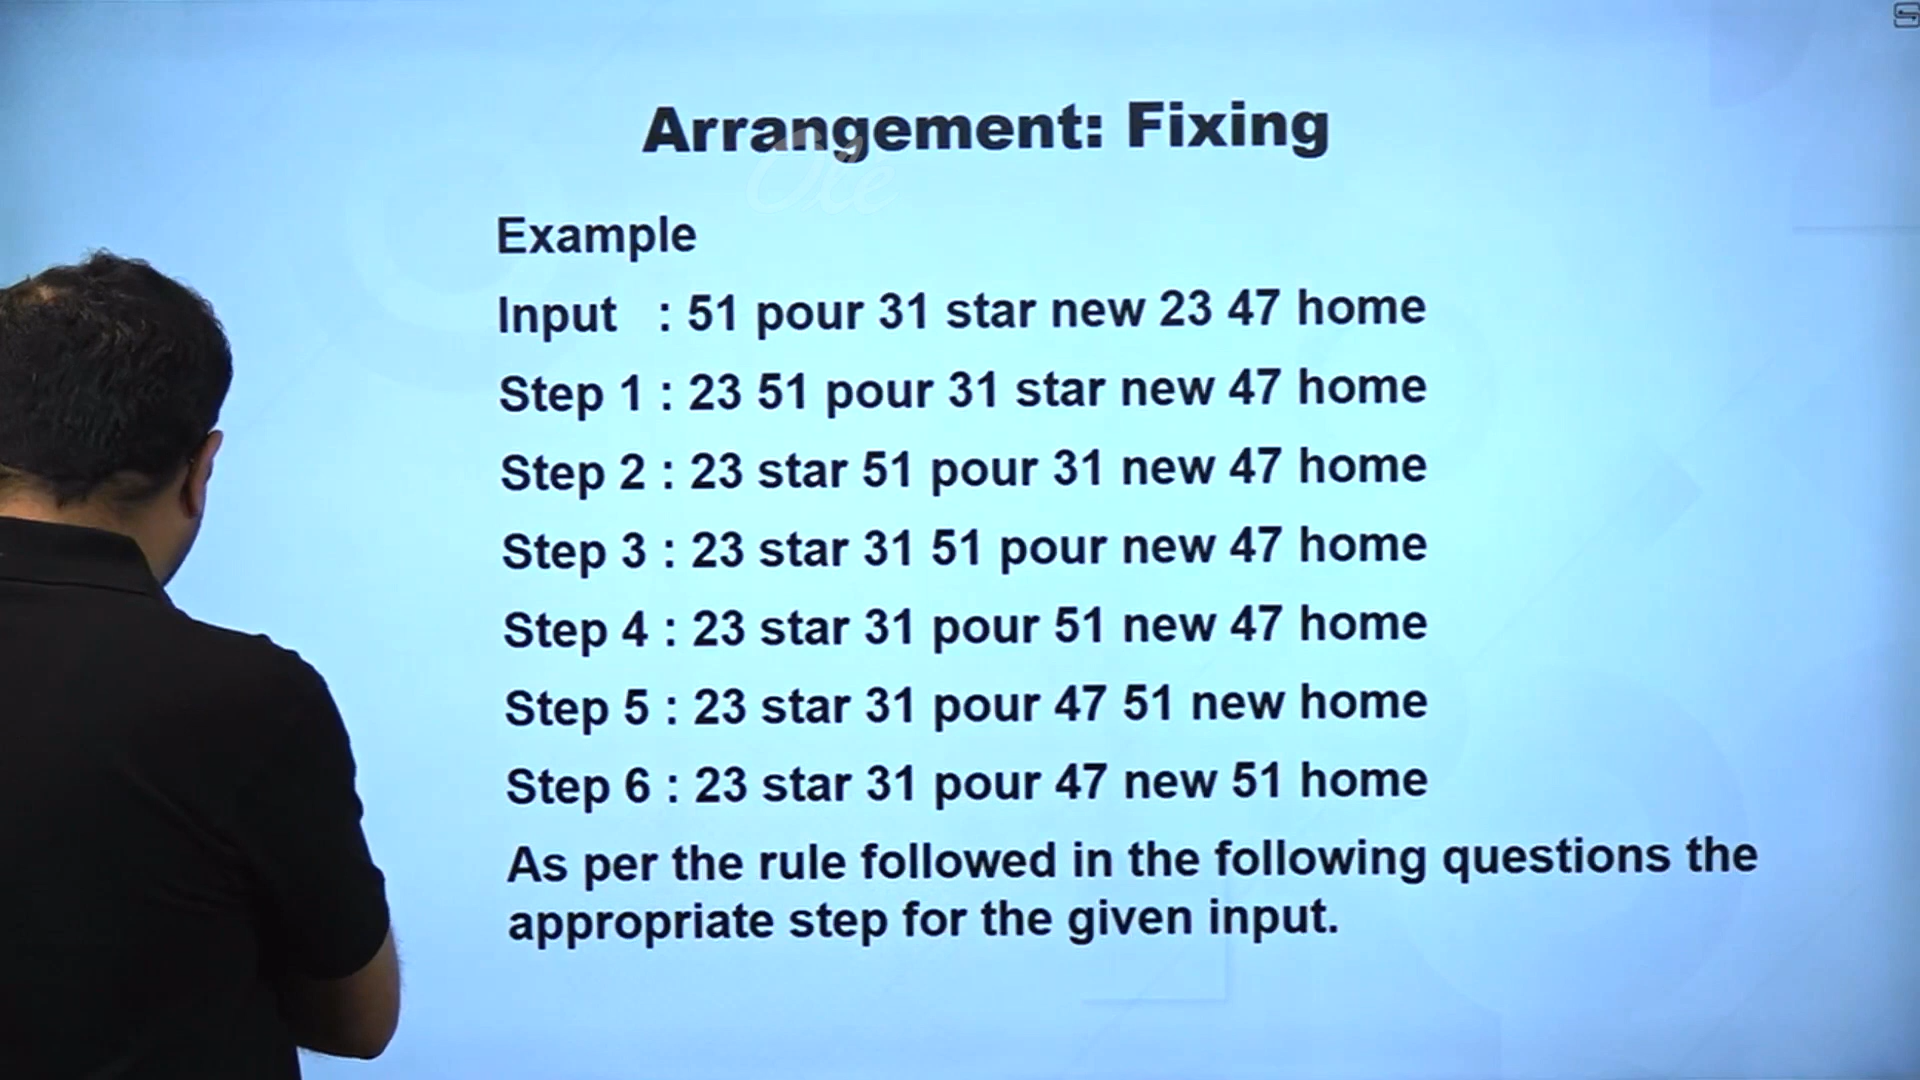 Arrangement: Fixing
Ole
Example
Input : 51 pour 31 star new 23 47 home
Step 1 : 23 51 pour 31 star new 47 home
Step 2 : 23 star 51 pour 31 new 47 home
Step 3 : 23 star 31 51 pour new 47 home
Step 4 : 23 star 31 pour 51 new 47 home
Step 5 : 23 star 31 pour 47 51 new home
Step 6 : 23 star 31 pour 47 new 51 home
As per the rule followed in the following questions the
appropriate step for the given input.